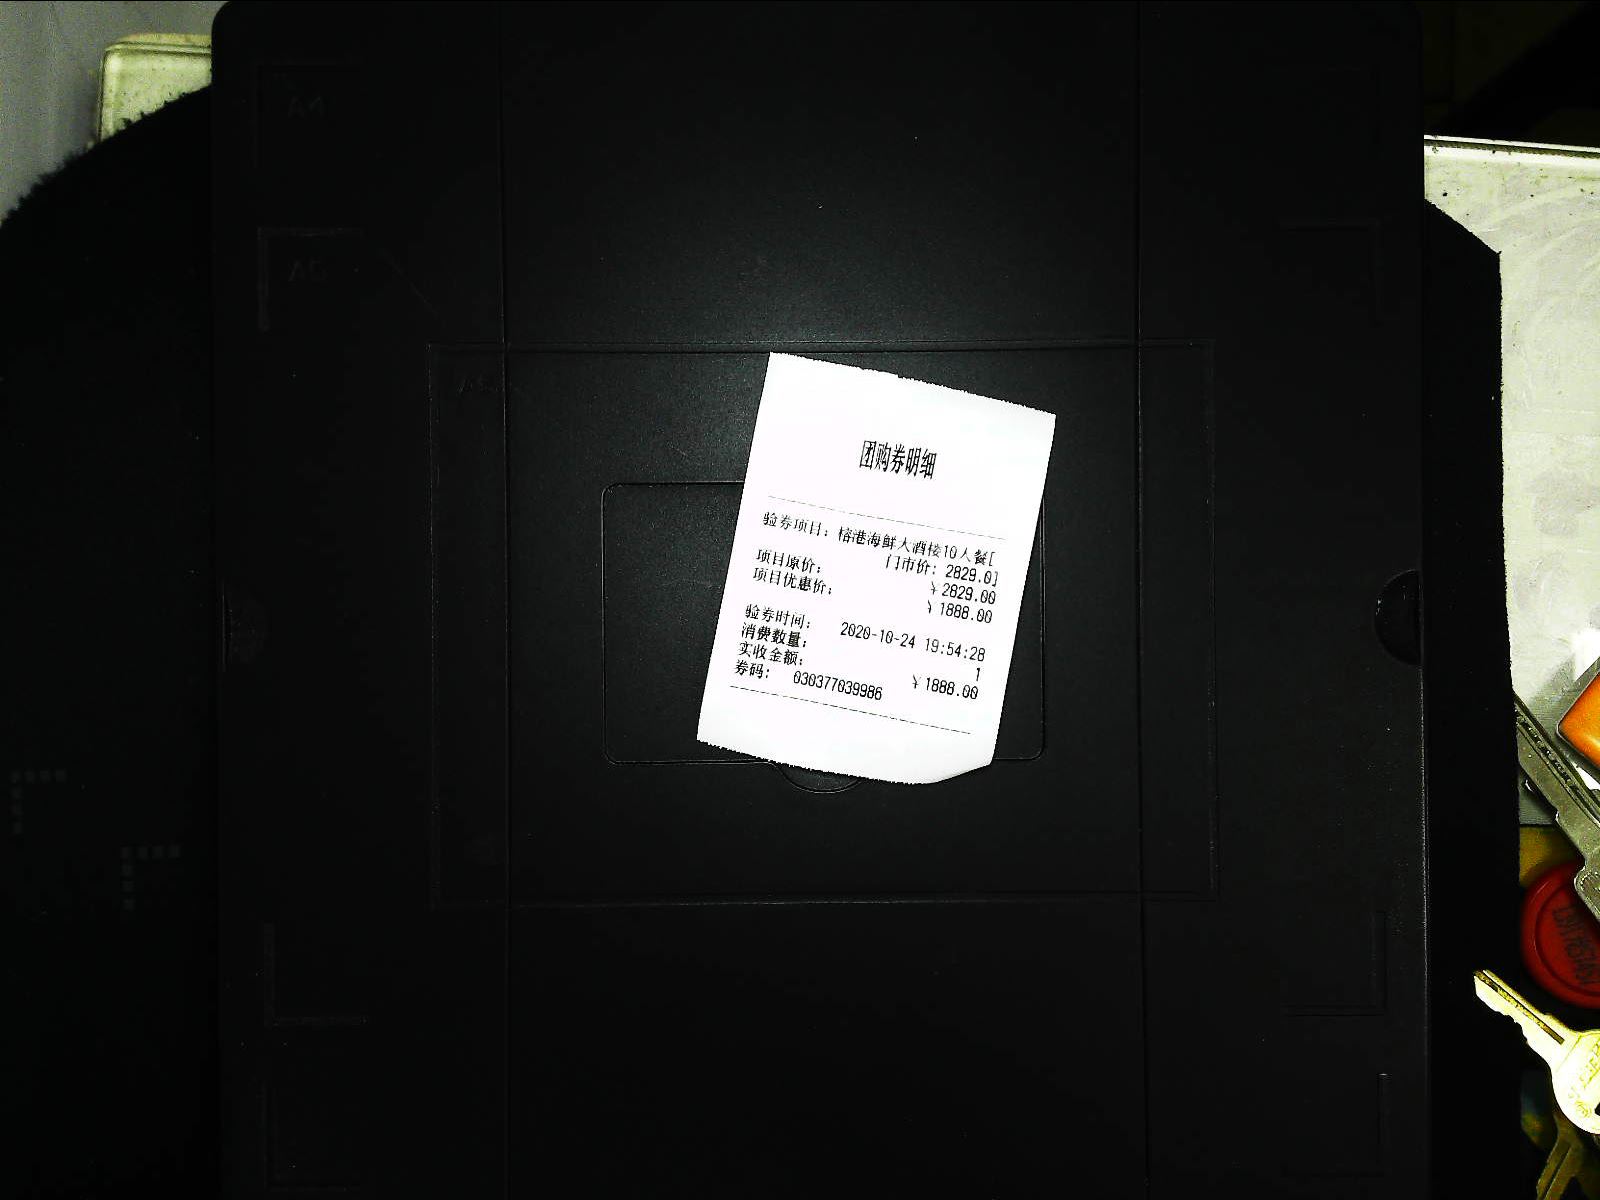 团购券明细
验券项目：榕港海鲜大酒楼10人餐[
门市价：2829.0]
项目原价： ￥2829.00
项目优惠价： ￥1888.00
验券时间： 2020-10-24 19:54:28
消费数量： 1
实收金额： ￥1888.00
券码： 030377039986